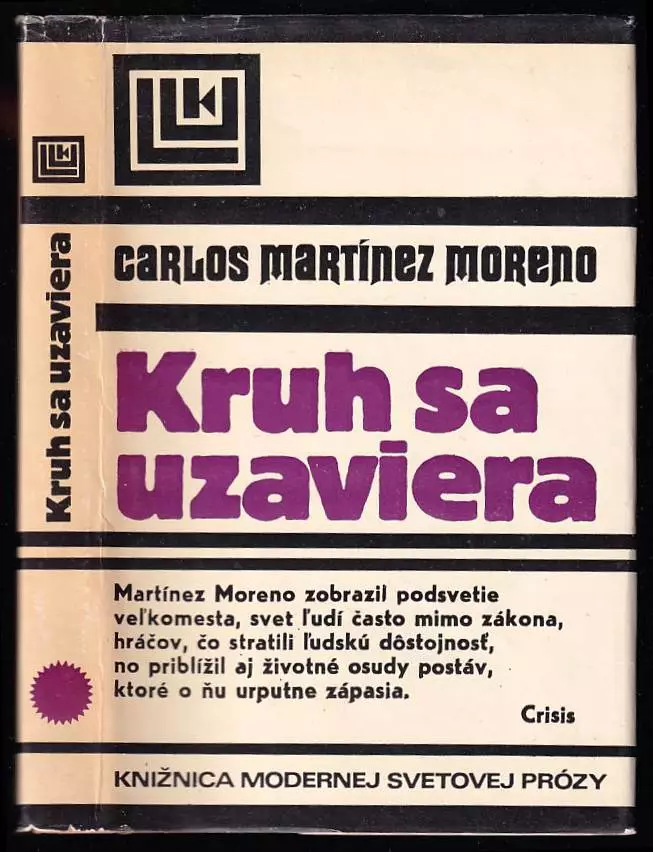 Kruh sa uzaviera
CARLOS MARTÍNEZ MORENO
Kruh sa
uzaviera
Martínez Moreno zobrazil podsvetie
veľkomesta, svet ľudí často mimo zákona,
hráčov, čo stratili ľudskú dôstojnosť,
no priblížil aj životné osudy postáv,
ktoré o ňu urputne zápasia.
Crisis
KNIŽNICA MODERNEJ SVETOVEJ PRÓZY